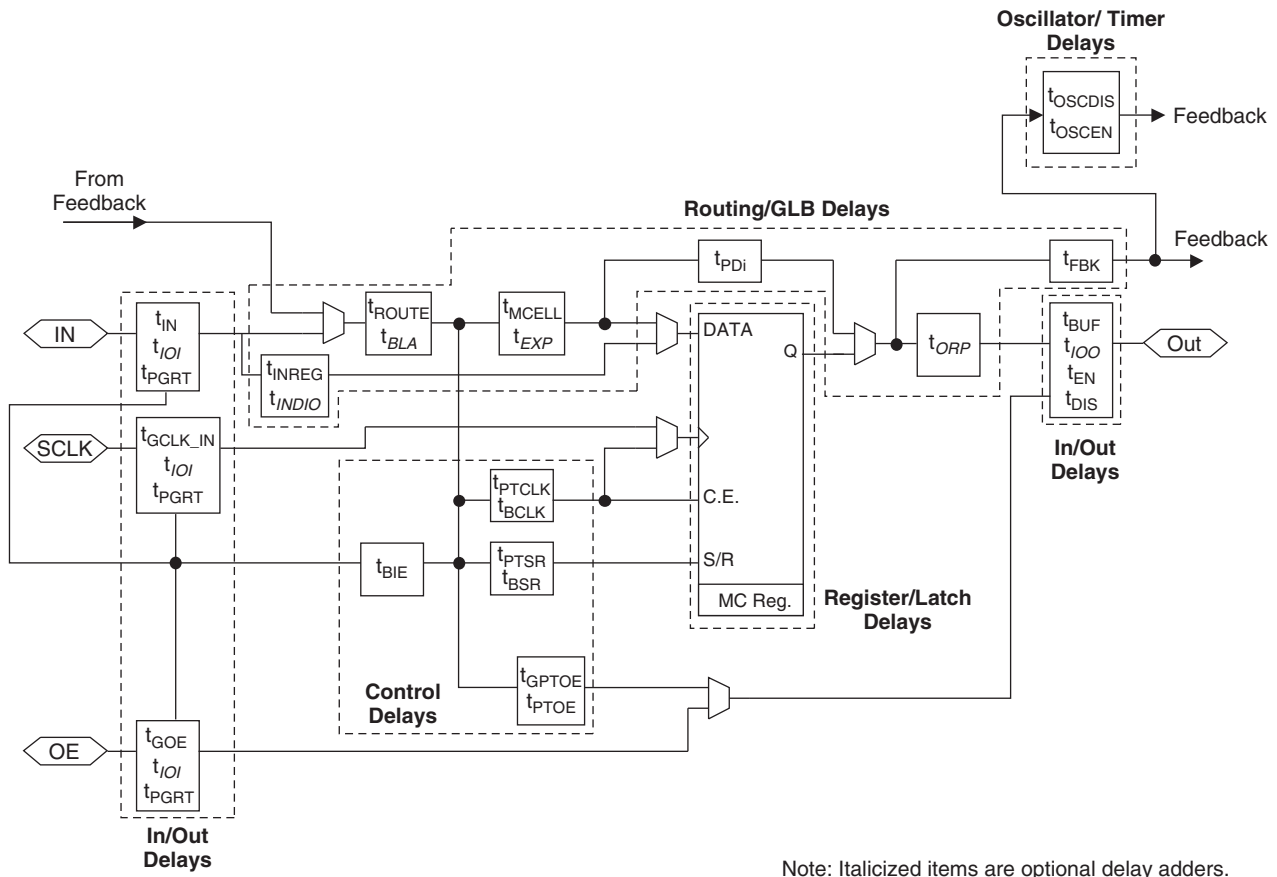 Oscillator/ Timer
Delays
tOSCDIS
tOSCEN
Feedback
From
Feedback
Routing/GLB Delays
Feedback
tPDi
tFBK
IN
tIN
tIOI
tPGRT
tROUTE
tBLA
tMCELL
tEXP
DATA
Q
tORP
tBUF
tIOO
tEN
tDIS
Out
tINREG
tINDIO
SCLK
tGCLK_IN
tIOI
tPGRT
In/Out
Delays
tPTCLK
tBCLK
C.E.
tBIE
tPTSR
tBSR
S/R
MC Reg.
Register/Latch
Delays
Control
Delays
tGPTOE
tPTOE
OE
tGOE
tIOI
tPGRT
In/Out
Delays
Note: Italicized items are optional delay adders.